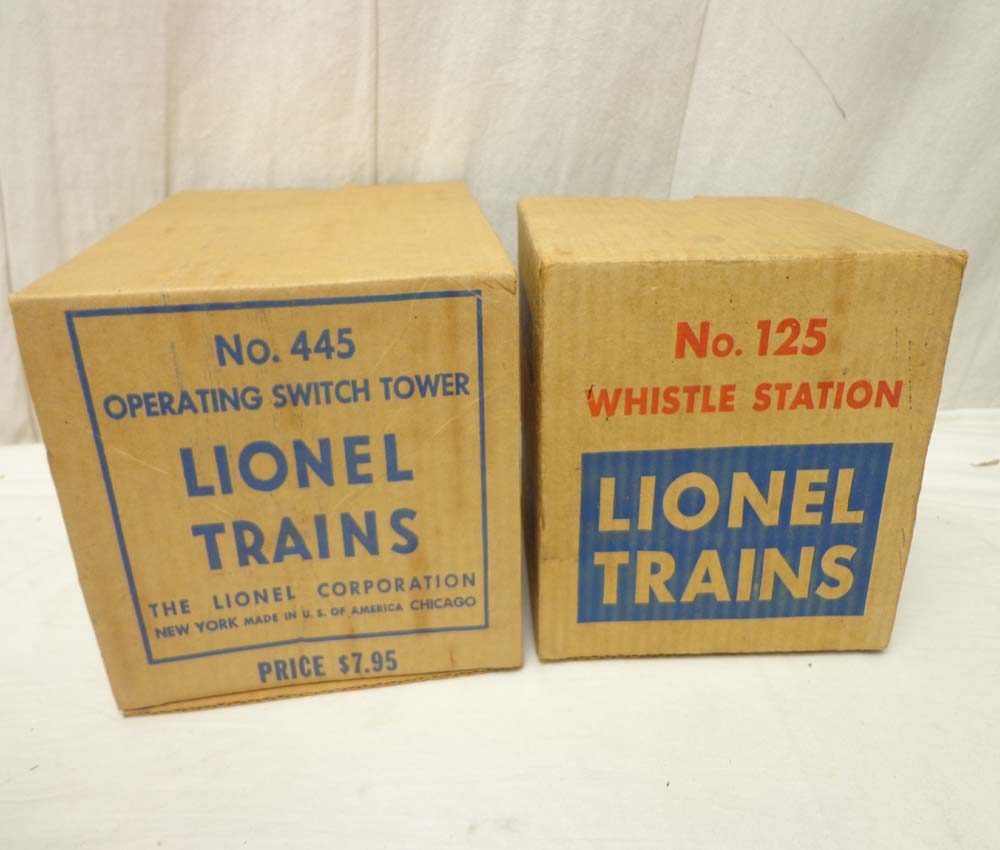 No. 445
OPERATING SWITCH TOWER
LIONEL
TRAINS
THE LIONEL CORPORATION
NEW YORK MADE IN U. S. OF AMERICA CHICAGO
PRICE $7.95
No. 125
WHISTLE STATION
LIONEL
TRAINS